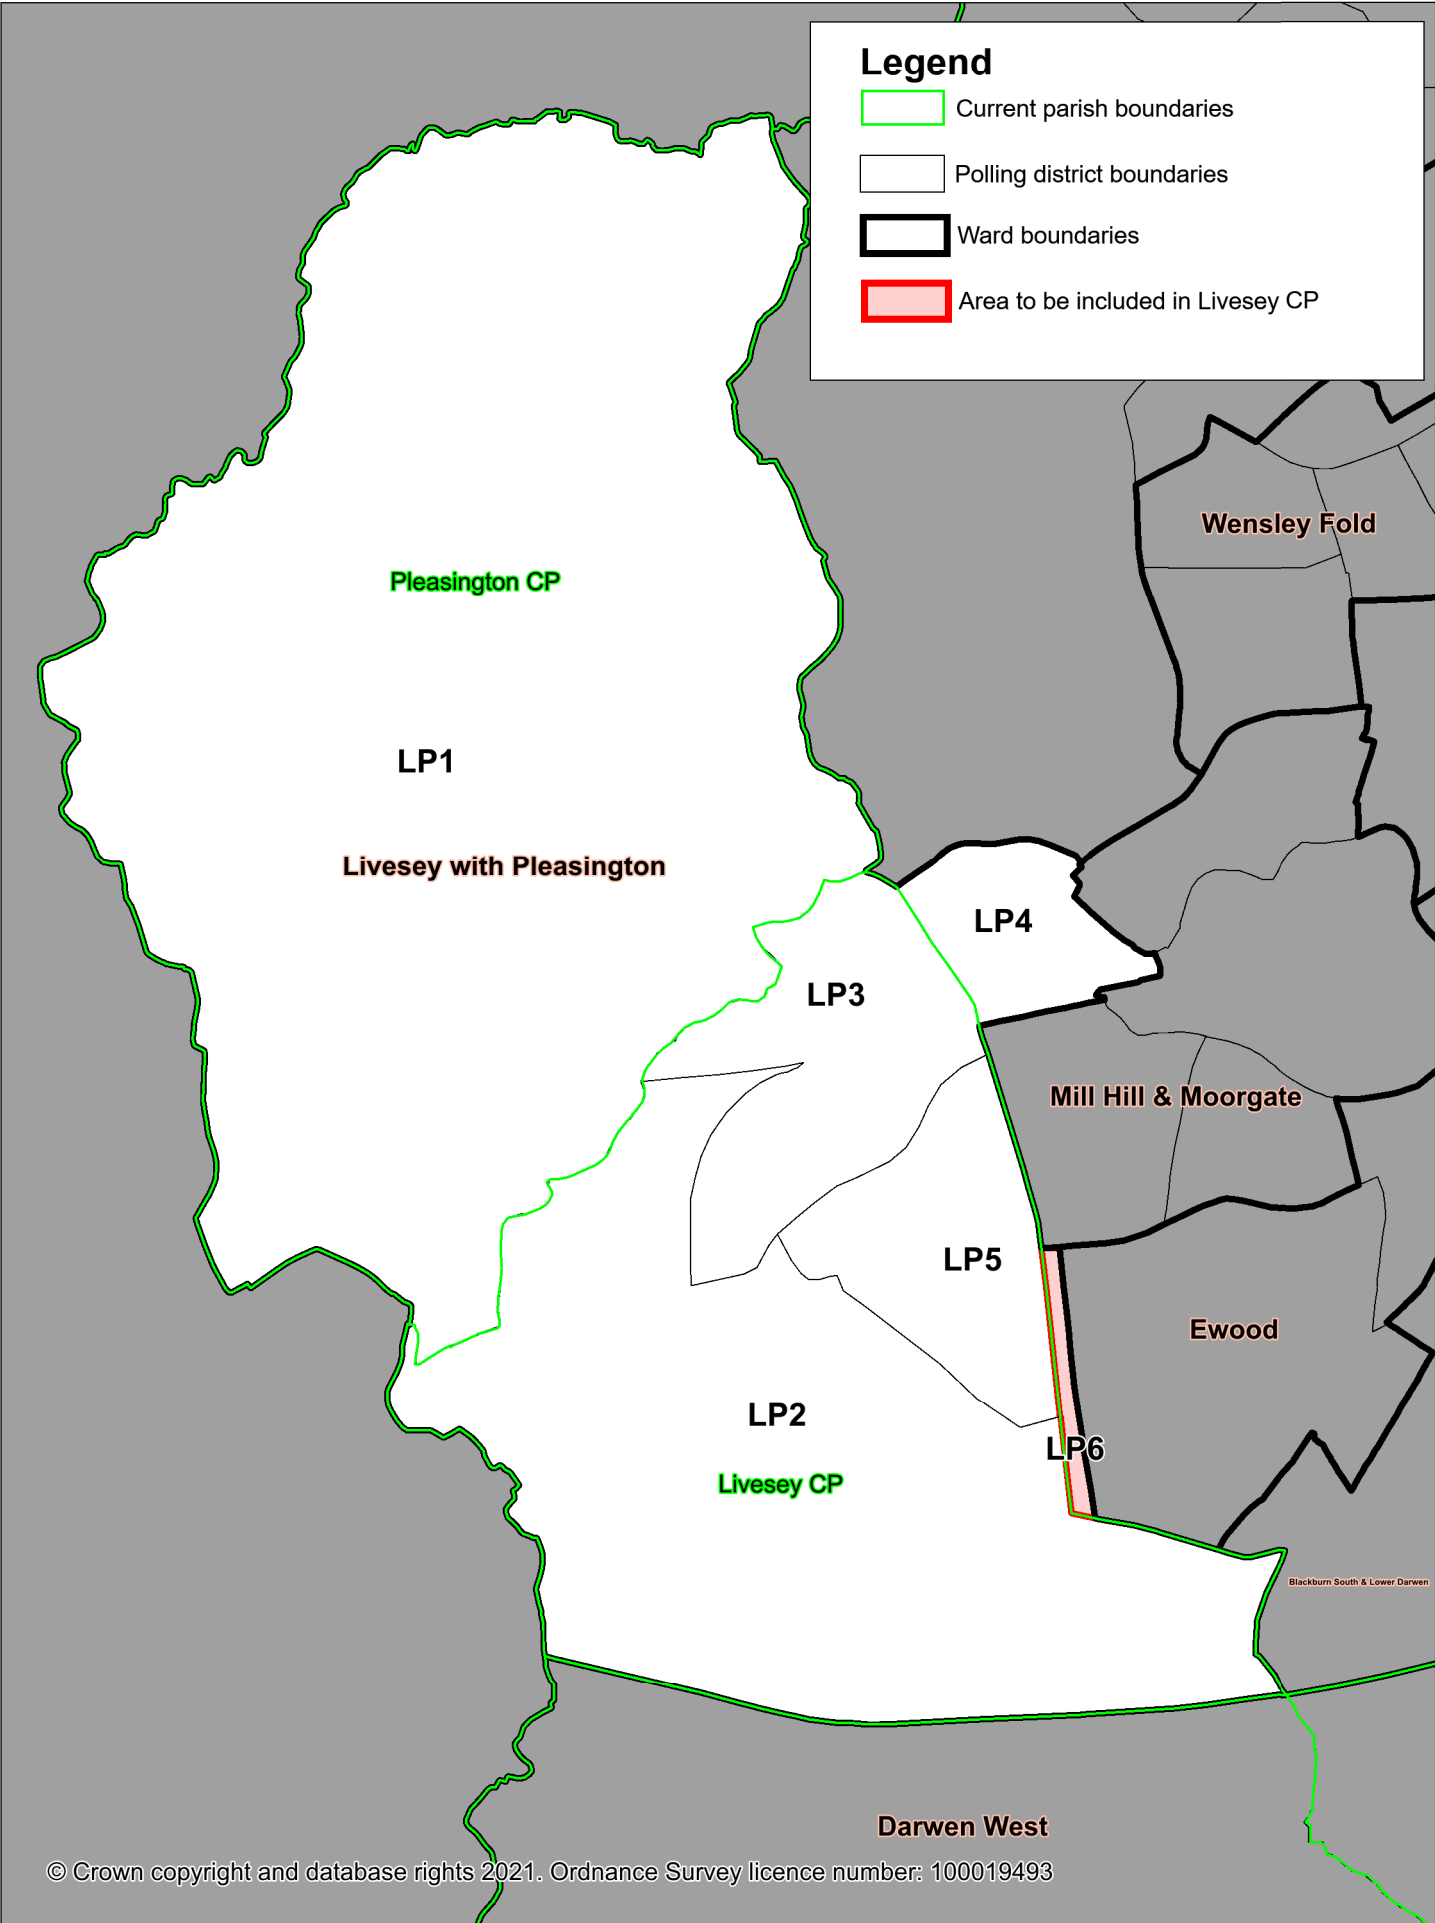 Legend
Current parish boundaries
Polling district boundaries
Ward boundaries
Area to be included in Livesey CP
Wensley Fold
Pleasington CP
LP1
Livesey with Pleasington
LP4
LP3
Mill Hill & Moorgate
LP5
Ewood
LP2
LP6
Livesey CP
Blackburn South & Lower Darwen
Darwen West
© Crown copyright and database rights 2021. Ordnance Survey licence number: 100019493